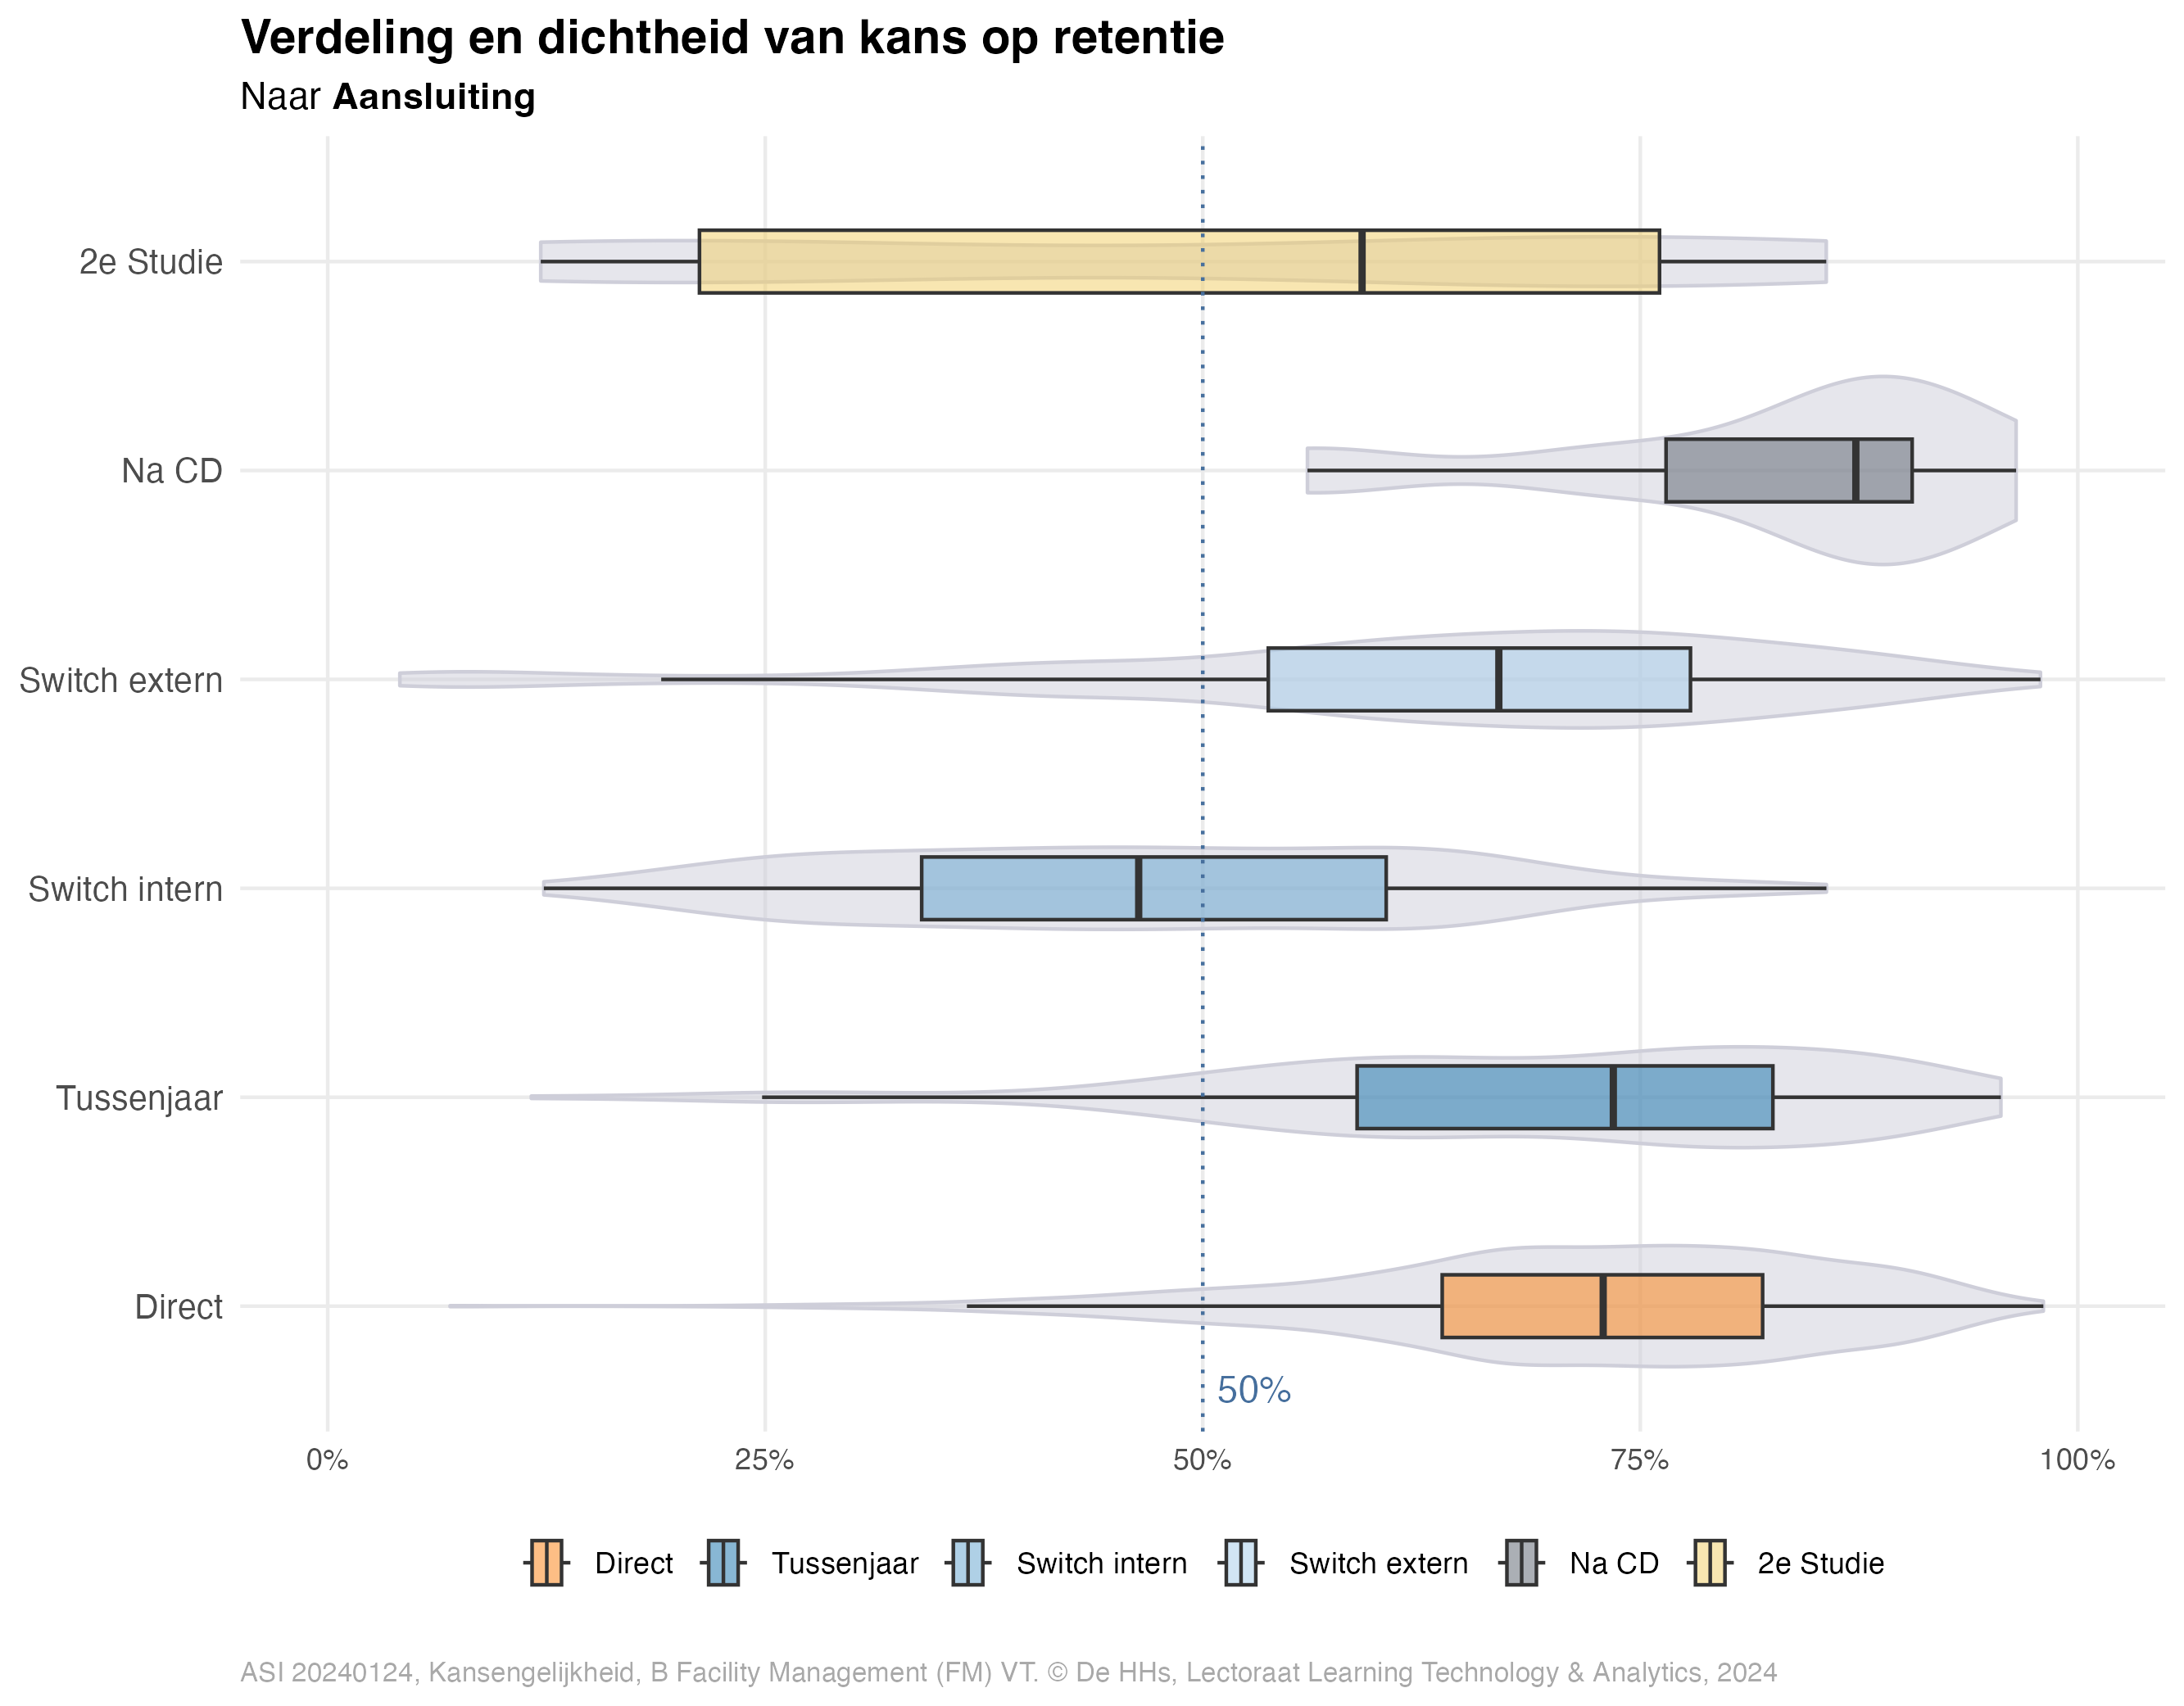 Verdeling en dichtheid van kans op retentie
Naar Aansluiting
2e Studie
Na CD
Switch extern
Switch intern
Tussenjaar
Direct
50%
0% 25% 50% 75% 100%
Direct Tussenjaar Switch intern Switch extern Na CD 2e Studie
ASI 20240124, Kansengelijkheid, B Facility Management (FM) VT. © De HHs, Lectoraat Learning Technology & Analytics, 2024